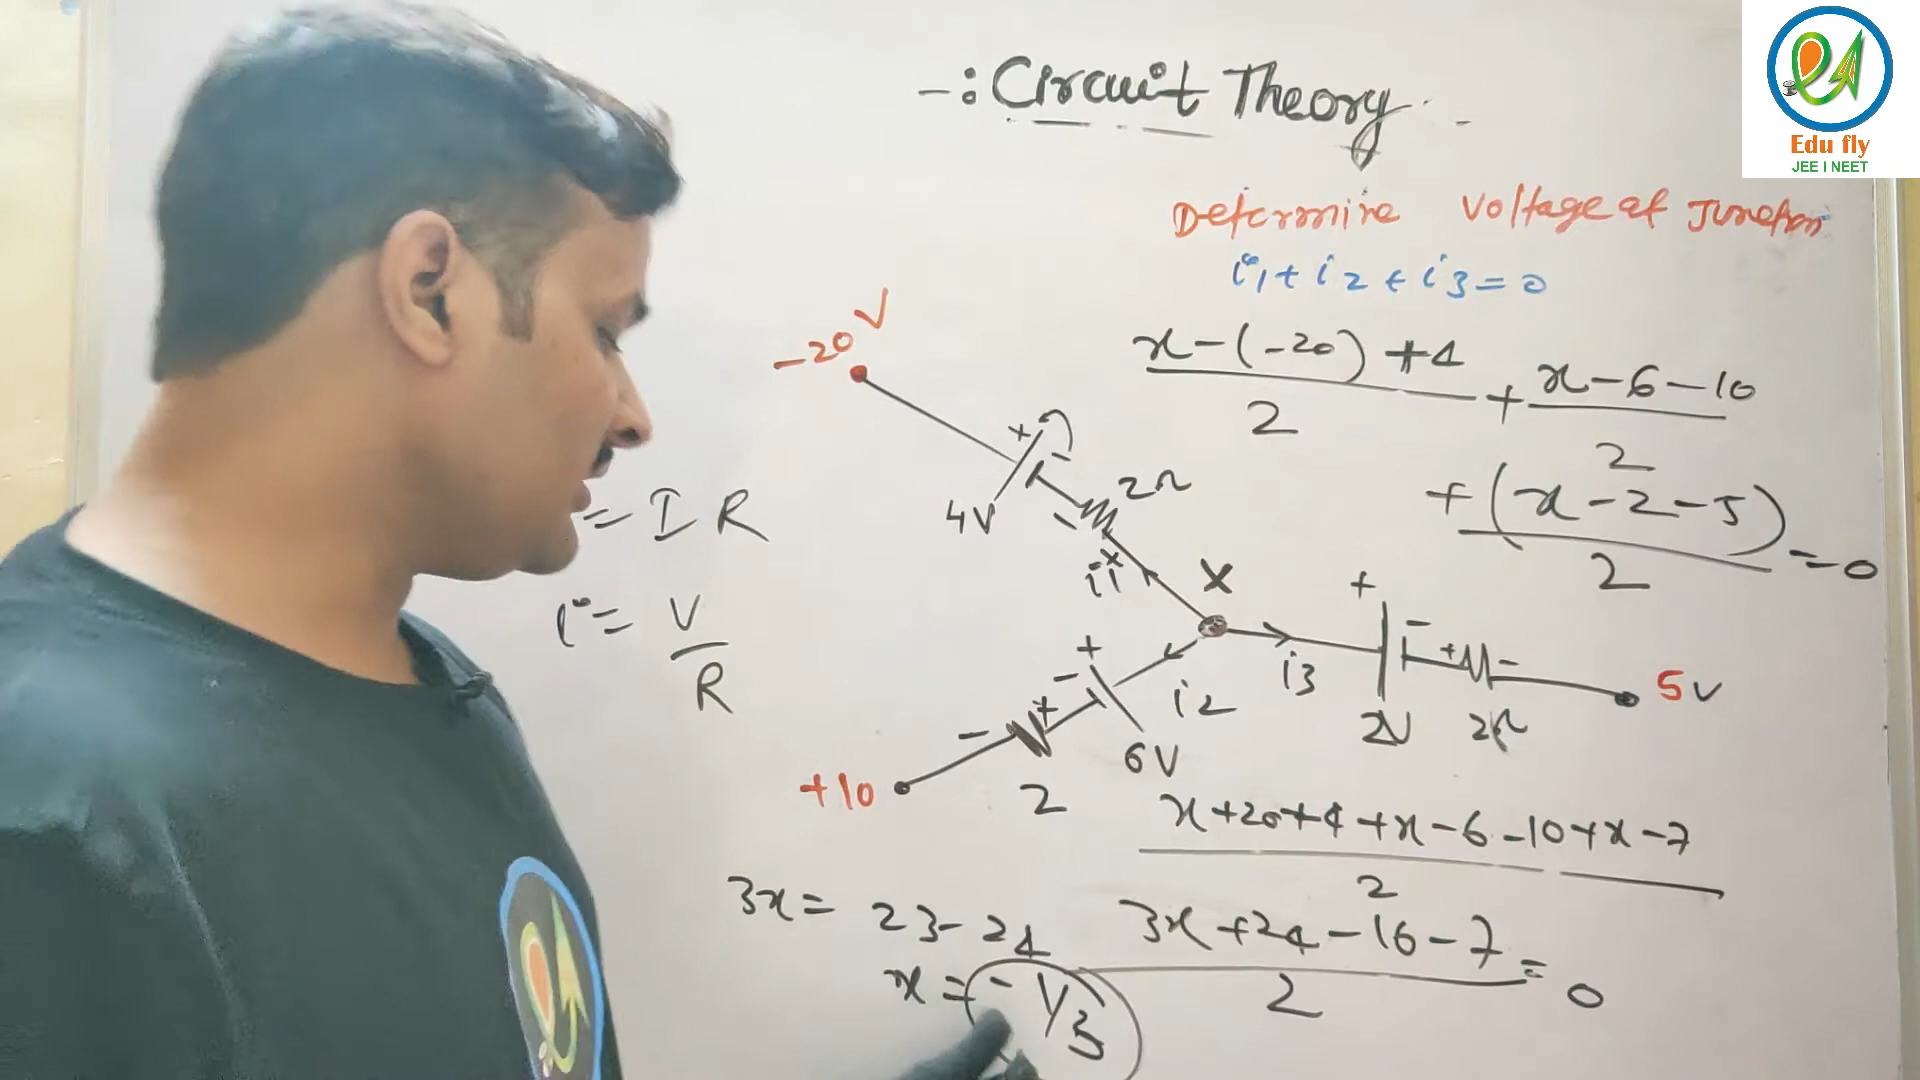 -: Circuit Theory
Edu fly
JEE I NEET
Determine Voltage at Junction
i1 + i2 + i3 = 0
-20 V
x - (-20) + 4
2
+ x - 6 - 10
2
+ (x - 2 - 5)
2
= 0
+ -
4V
2Ω
-
+
i1
X
= I R
i = V
R
+ -
i3
+ -
2V
2Ω
5V
+
-
i2
6V
- +
2
+10
x + 20 + 4 + x - 6 - 10 + x - 7
2
3x + 24 - 16 - 7
2
= 0
3x = 23 - 24
x = -1/3